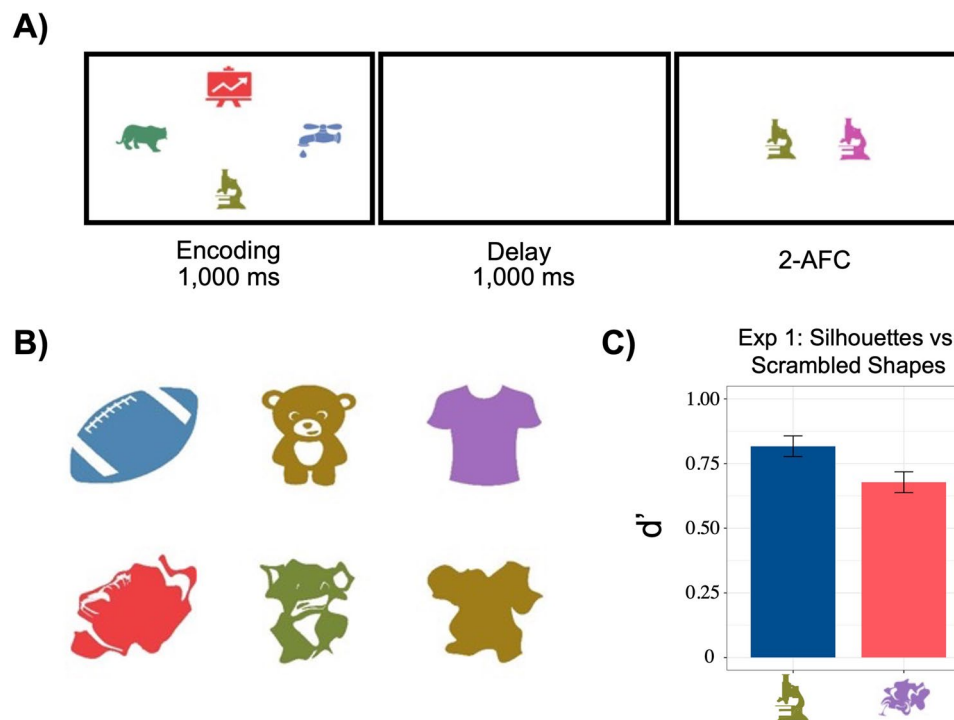 A)
Encoding
1,000 ms
Delay
1,000 ms
2-AFC
B)
C)
Exp 1: Silhouettes vs
Scrambled Shapes
1.00
0.75
0.50
0.25
0
d’